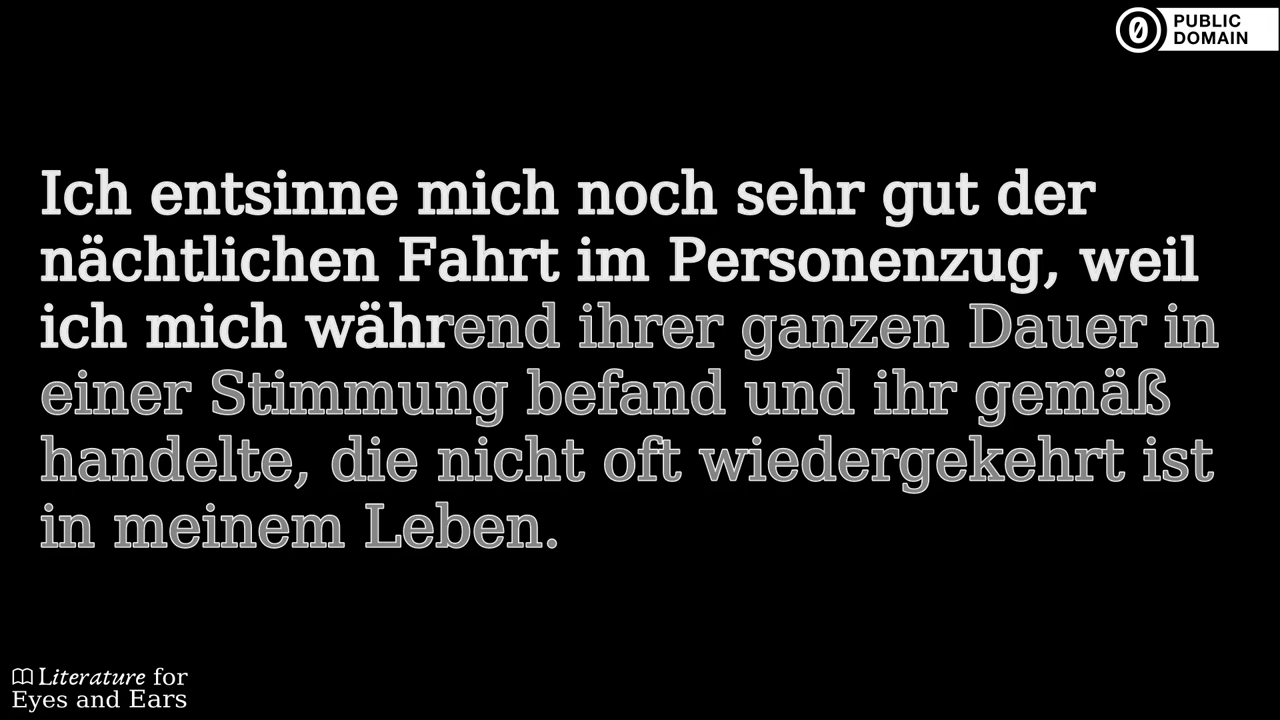 PUBLIC
DOMAIN
Ich entsinne mich noch sehr gut der
nächtlichen Fahrt im Personenzug, weil
ich mich während ihrer ganzen Dauer in
einer Stimmung befand und ihr gemäß
handelte, die nicht oft wiedergekehrt ist
in meinem Leben.
Literature for
Eyes and Ears